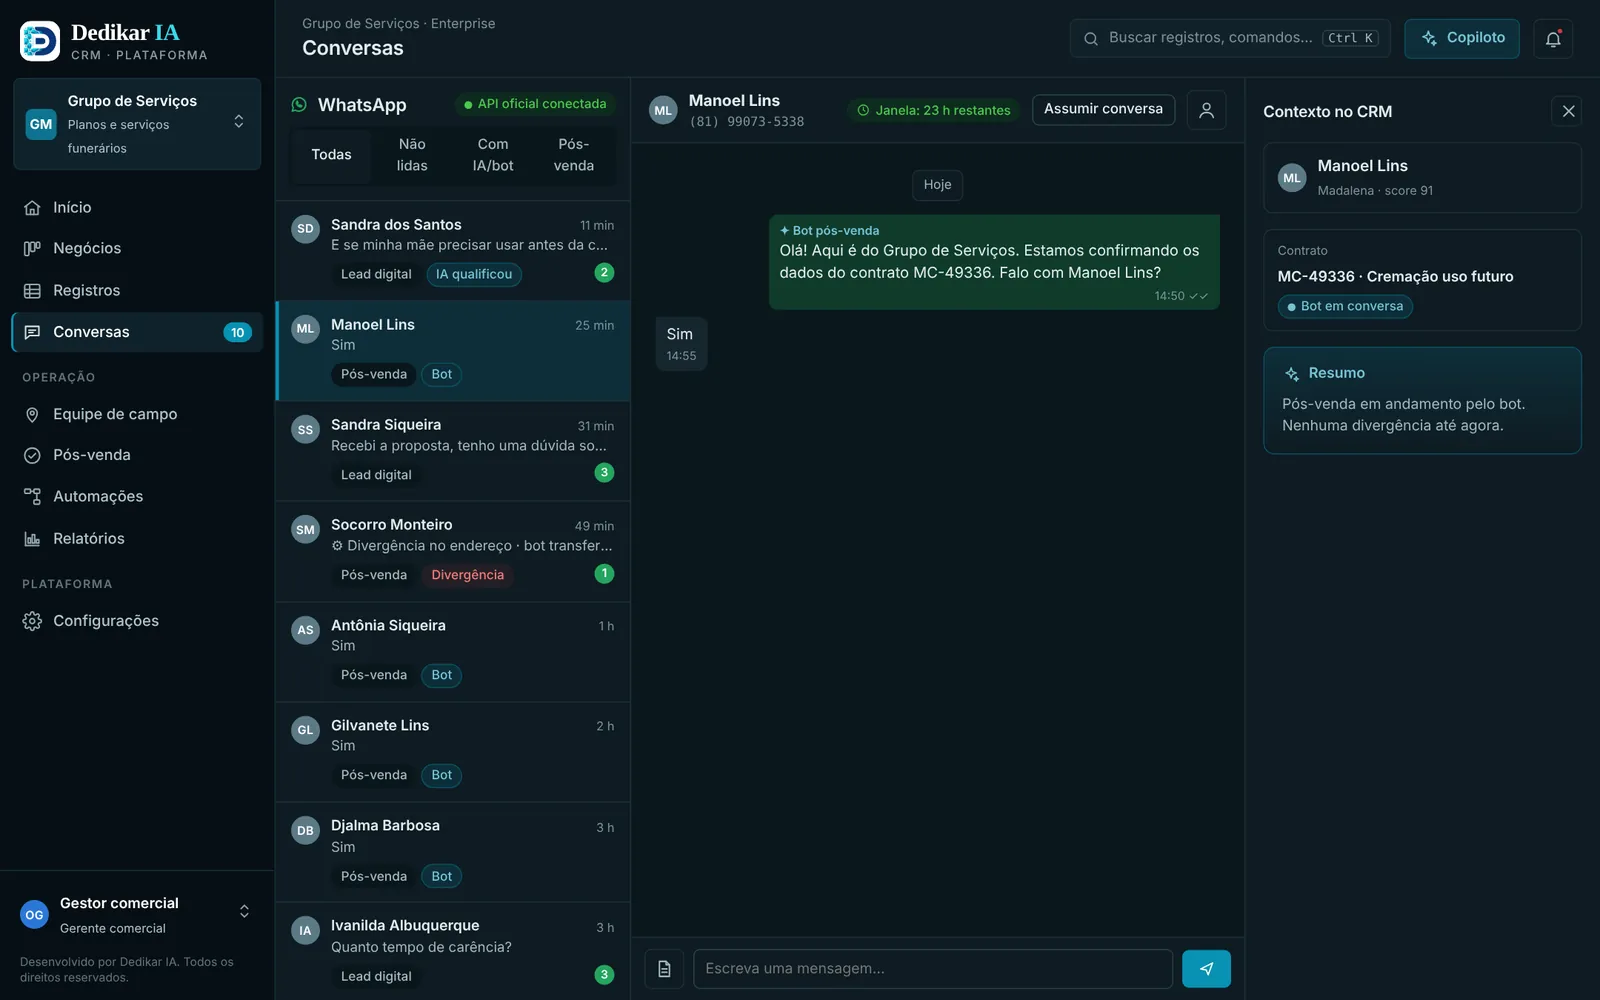 Dedikar IA
CRM · PLATAFORMA
GM
Grupo de Serviços
Planos e serviços
funerários
Início
Negócios
Registros
Conversas
10
OPERAÇÃO
Equipe de campo
Pós-venda
Automações
Relatórios
PLATAFORMA
Configurações
OG
Gestor comercial
Gerente comercial
Desenvolvido por Dedikar IA. Todos os
direitos reservados.
Grupo de Serviços · Enterprise
Conversas
Buscar registros, comandos...
Ctrl K
Copiloto
WhatsApp
API oficial conectada
Todas
Não
lidas
Com
IA/bot
Pós-
venda
SD
Sandra dos Santos
11 min
E se minha mãe precisar usar antes da c...
Lead digital
IA qualificou
2
ML
Manoel Lins
25 min
Sim
Pós-venda
Bot
SS
Sandra Siqueira
31 min
Recebi a proposta, tenho uma dúvida so...
Lead digital
3
SM
Socorro Monteiro
49 min
⚙ Divergência no endereço · bot transfer...
Pós-venda
Divergência
1
AS
Antônia Siqueira
1 h
Sim
Pós-venda
Bot
GL
Gilvanete Lins
2 h
Sim
Pós-venda
Bot
DB
Djalma Barbosa
3 h
Sim
Pós-venda
Bot
IA
Ivanilda Albuquerque
3 h
Quanto tempo de carência?
Lead digital
3
ML
Manoel Lins
(81) 99073-5338
Janela: 23 h restantes
Assumir conversa
Hoje
✦ Bot pós-venda
Olá! Aqui é do Grupo de Serviços. Estamos confirmando os
dados do contrato MC-49336. Falo com Manoel Lins?
14:50 ✓✓
Sim
14:55
Escreva uma mensagem...
Contexto no CRM
ML
Manoel Lins
Madalena · score 91
Contrato
MC-49336 · Cremação uso futuro
Bot em conversa
Resumo
Pós-venda em andamento pelo bot.
Nenhuma divergência até agora.